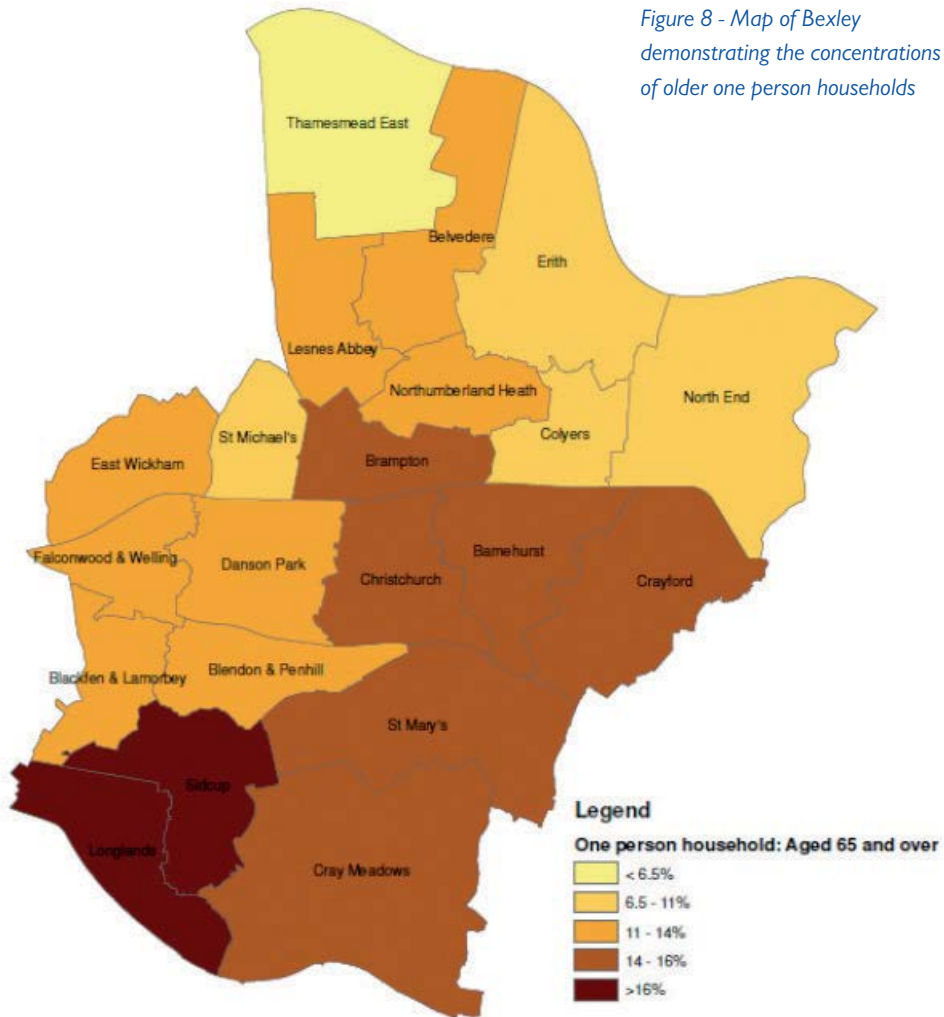 Figure 8 - Map of Bexley
demonstrating the concentrations
of older one person households
Thamesmead East
Belvedere
Erith
Lesnes Abbey
Northumberland Heath
North End
St Michael's
Colyers
East Wickham
Brampton
Falconwood & Welling
Danson Park
Barnehurst
Christchurch
Crayford
Blackfen & Lamorbey
Blendon & Penhill
St Mary's
Sidcup
Longlands
Cray Meadows
Legend
One person household: Aged 65 and over
< 6.5%
6.5 - 11%
11 - 14%
14 - 16%
>16%